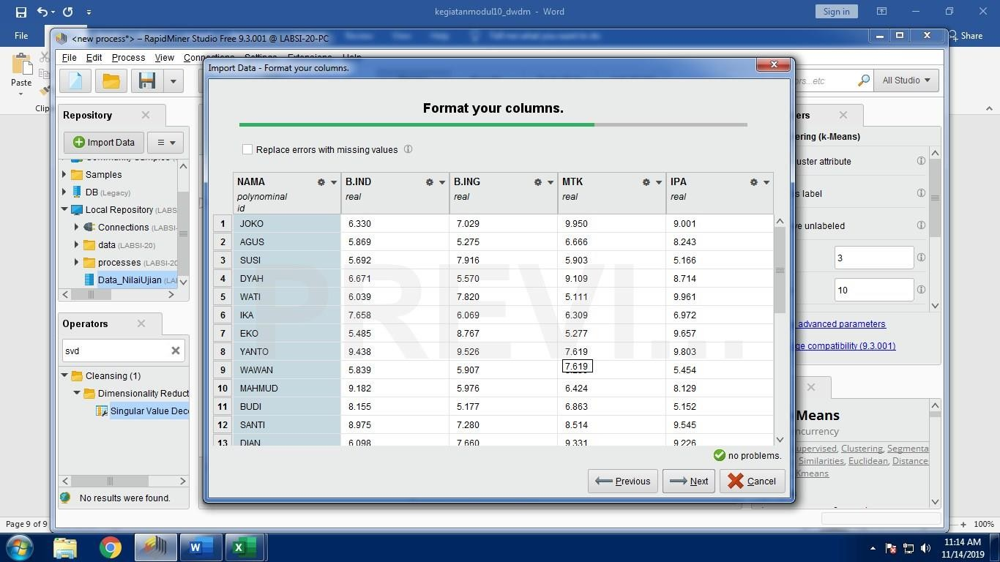 kegiatanmodul10_dwdm - Word
Sign in
File
Share
<new process*> – RapidMiner Studio Free 9.3.001 @ LABSI-20-PC
File Edit Process View Connections Settings Extensions Help
Paste
Clip
All Studio
Import Data - Format your columns.
Format your columns.
Replace errors with missing values
Repository
Import Data
Community Samples
Samples
DB (Legacy)
Local Repository (LABS
Connections (LABSI-
data (LABSI-20)
processes (LABSI-20
Data_NilaiUjian (LA
Operators
svd
Cleansing (1)
Dimensionality Reduct
Singular Value Dec
No results were found.
NAMA B.IND B.ING MTK IPA
polynominal real real real real
id
1 JOKO 6.330 7.029 9.950 9.001
2 AGUS 5.869 5.275 6.666 8.243
3 SUSI 5.692 7.916 5.903 5.166
4 DYAH 6.671 5.570 9.109 8.714
5 WATI 6.039 7.820 5.111 9.961
6 IKA 7.658 6.069 6.309 6.972
7 EKO 5.485 8.767 5.277 9.657
8 YANTO 9.438 9.526 7.619 9.803
7.619
9 WAWAN 5.839 5.907 5.454
10 MAHMUD 9.182 5.976 6.424 8.129
11 BUDI 8.155 5.177 6.863 5.152
12 SANTI 8.975 7.280 8.514 9.545
13 DIAN 6.098 7.660 9.331 9.226
PREVI...
no problems.
Previous
Next
Cancel
ors...etc
ers
ering (k-Means)
uster attribute
s label
ve unlabeled
3
10
advanced parameters
ge compatibility (9.3.001)
Means
ncurrency
upervised, Clustering, Segmenta
Similarities, Euclidean, Distance
Kmeans
Page 9 of 9
100%
11:14 AM
11/14/2019